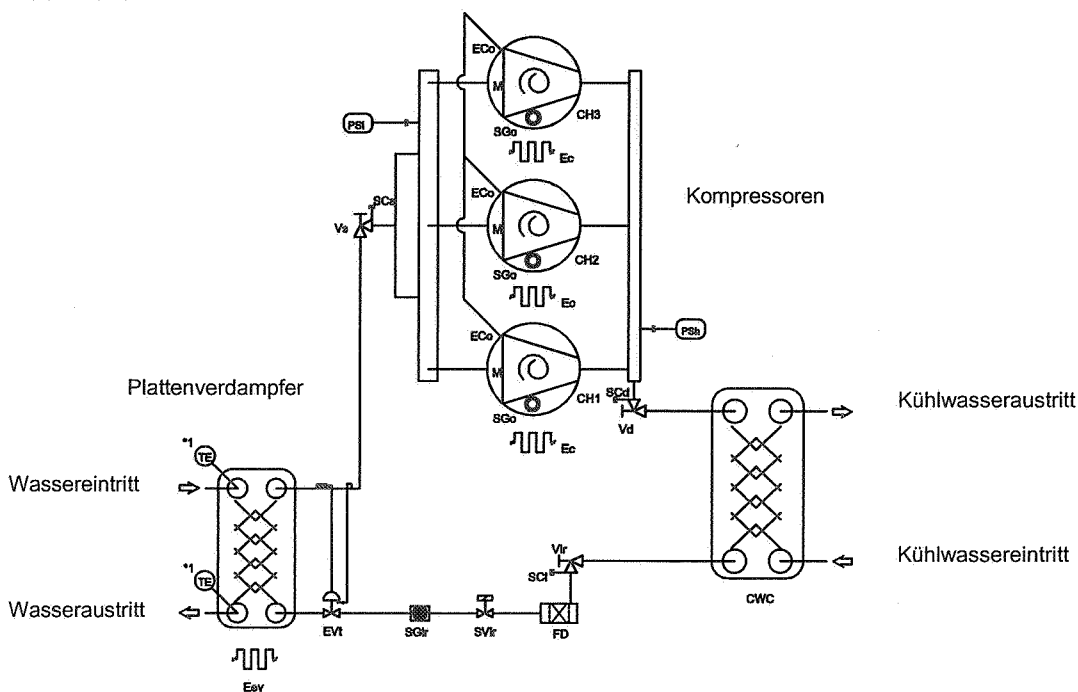 ECo
M
CH3
PSl
SGo
Ec
Kompressoren
SCs
ECo
Vs
M
CH2
SGo
Ec
PSh
ECo
Plattenverdampfer
M
CH1
SCd
Kühlwasseraustritt
SGo
Vd
*1
TE
Ec
Wassereintritt
Vlr
Kühlwassereintritt
*1
TE
SCl
CWC
Wasseraustritt
EVt
SGlr
SVlr
FD
Eev